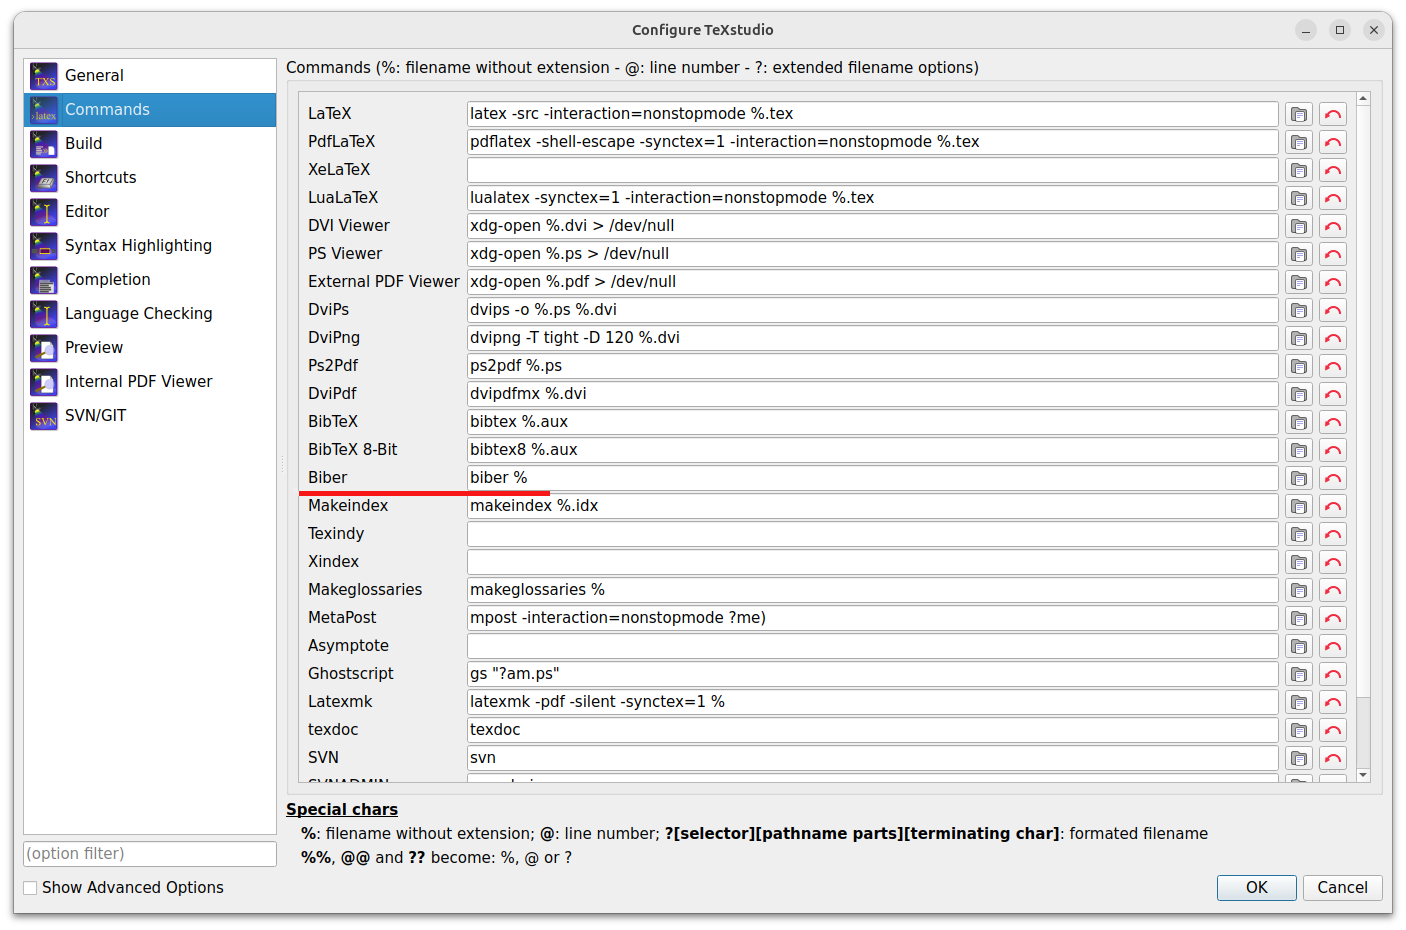 Configure TeXstudio
General
Commands
Build
Shortcuts
Editor
Syntax Highlighting
Completion
Language Checking
Preview
Internal PDF Viewer
SVN/GIT
(option filter)
Show Advanced Options
Commands (%: filename without extension - @: line number - ?: extended filename options)
LaTeX latex -src -interaction=nonstopmode %.tex
PdfLaTeX pdflatex -shell-escape -synctex=1 -interaction=nonstopmode %.tex
XeLaTeX
LuaLaTeX lualatex -synctex=1 -interaction=nonstopmode %.tex
DVI Viewer xdg-open %.dvi > /dev/null
PS Viewer xdg-open %.ps > /dev/null
External PDF Viewer xdg-open %.pdf > /dev/null
DviPs dvips -o %.ps %.dvi
DviPng dvipng -T tight -D 120 %.dvi
Ps2Pdf ps2pdf %.ps
DviPdf dvipdfmx %.dvi
BibTeX bibtex %.aux
BibTeX 8-Bit bibtex8 %.aux
Biber biber %
Makeindex makeindex %.idx
Texindy
Xindex
Makeglossaries makeglossaries %
MetaPost mpost -interaction=nonstopmode ?me)
Asymptote
Ghostscript gs "?am.ps"
Latexmk latexmk -pdf -silent -synctex=1 %
texdoc texdoc
SVN svn
Special chars
%: filename without extension; @: line number; ?[selector][pathname parts][terminating char]: formated filename
%%, @@ and ?? become: %, @ or ?
OK Cancel